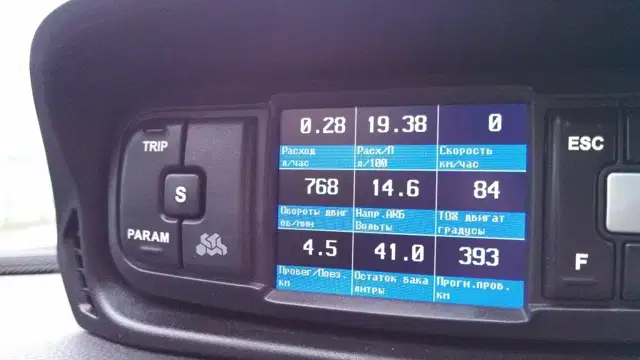 TRIP
S
PARAM
0.28 19.38 0
Расход Расх/П Скорость
л/час л/100 км/час
768 14.6 84
Обороты двиг Напр.АКБ ТОЖ двигат
об/мин Вольты градусы
4.5 41.0 393
Пробег/Поез. Остаток бака Прогн.проб.
км литры км
ESC
F